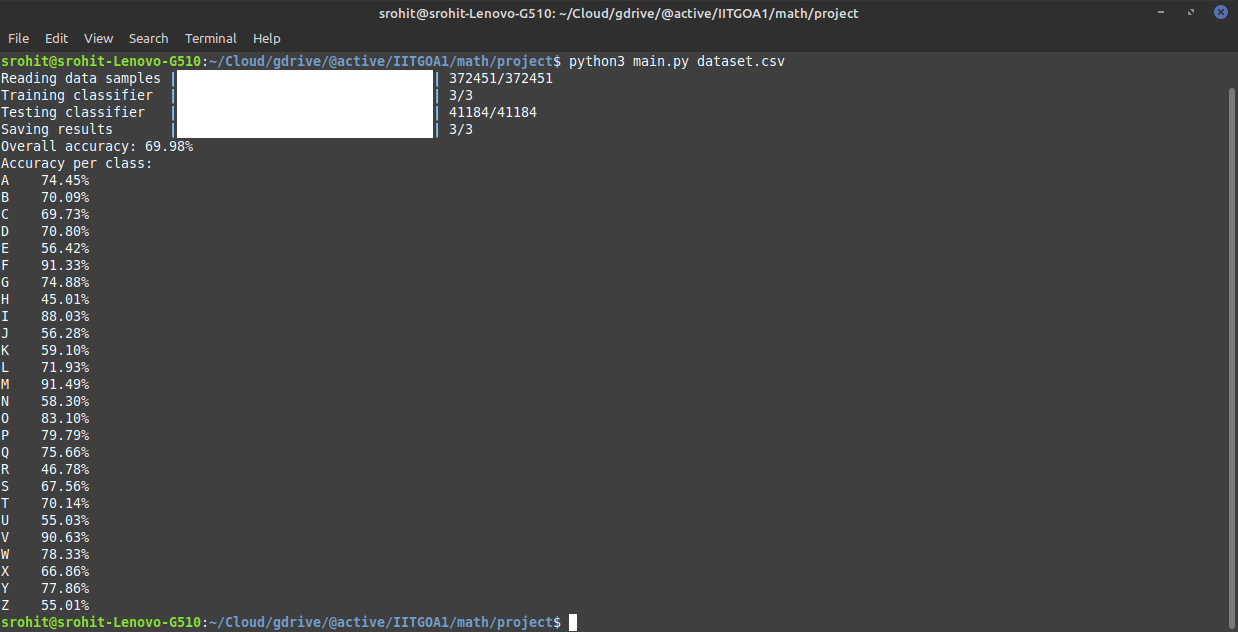 srohit@srohit-Lenovo-G510: ~/Cloud/gdrive/@active/IITGOA1/math/project
File Edit View Search Terminal Help
srohit@srohit-Lenovo-G510:~/Cloud/gdrive/@active/IITGOA1/math/project$ python3 main.py dataset.csv
Reading data samples | | 372451/372451
Training classifier | | 3/3
Testing classifier | | 41184/41184
Saving results | | 3/3
Overall accuracy: 69.98%
Accuracy per class:
A 74.45%
B 70.09%
C 69.73%
D 70.80%
E 56.42%
F 91.33%
G 74.88%
H 45.01%
I 88.03%
J 56.28%
K 59.10%
L 71.93%
M 91.49%
N 58.30%
O 83.10%
P 79.79%
Q 75.66%
R 46.78%
S 67.56%
T 70.14%
U 55.03%
V 90.63%
W 78.33%
X 66.86%
Y 77.86%
Z 55.01%
srohit@srohit-Lenovo-G510:~/Cloud/gdrive/@active/IITGOA1/math/project$